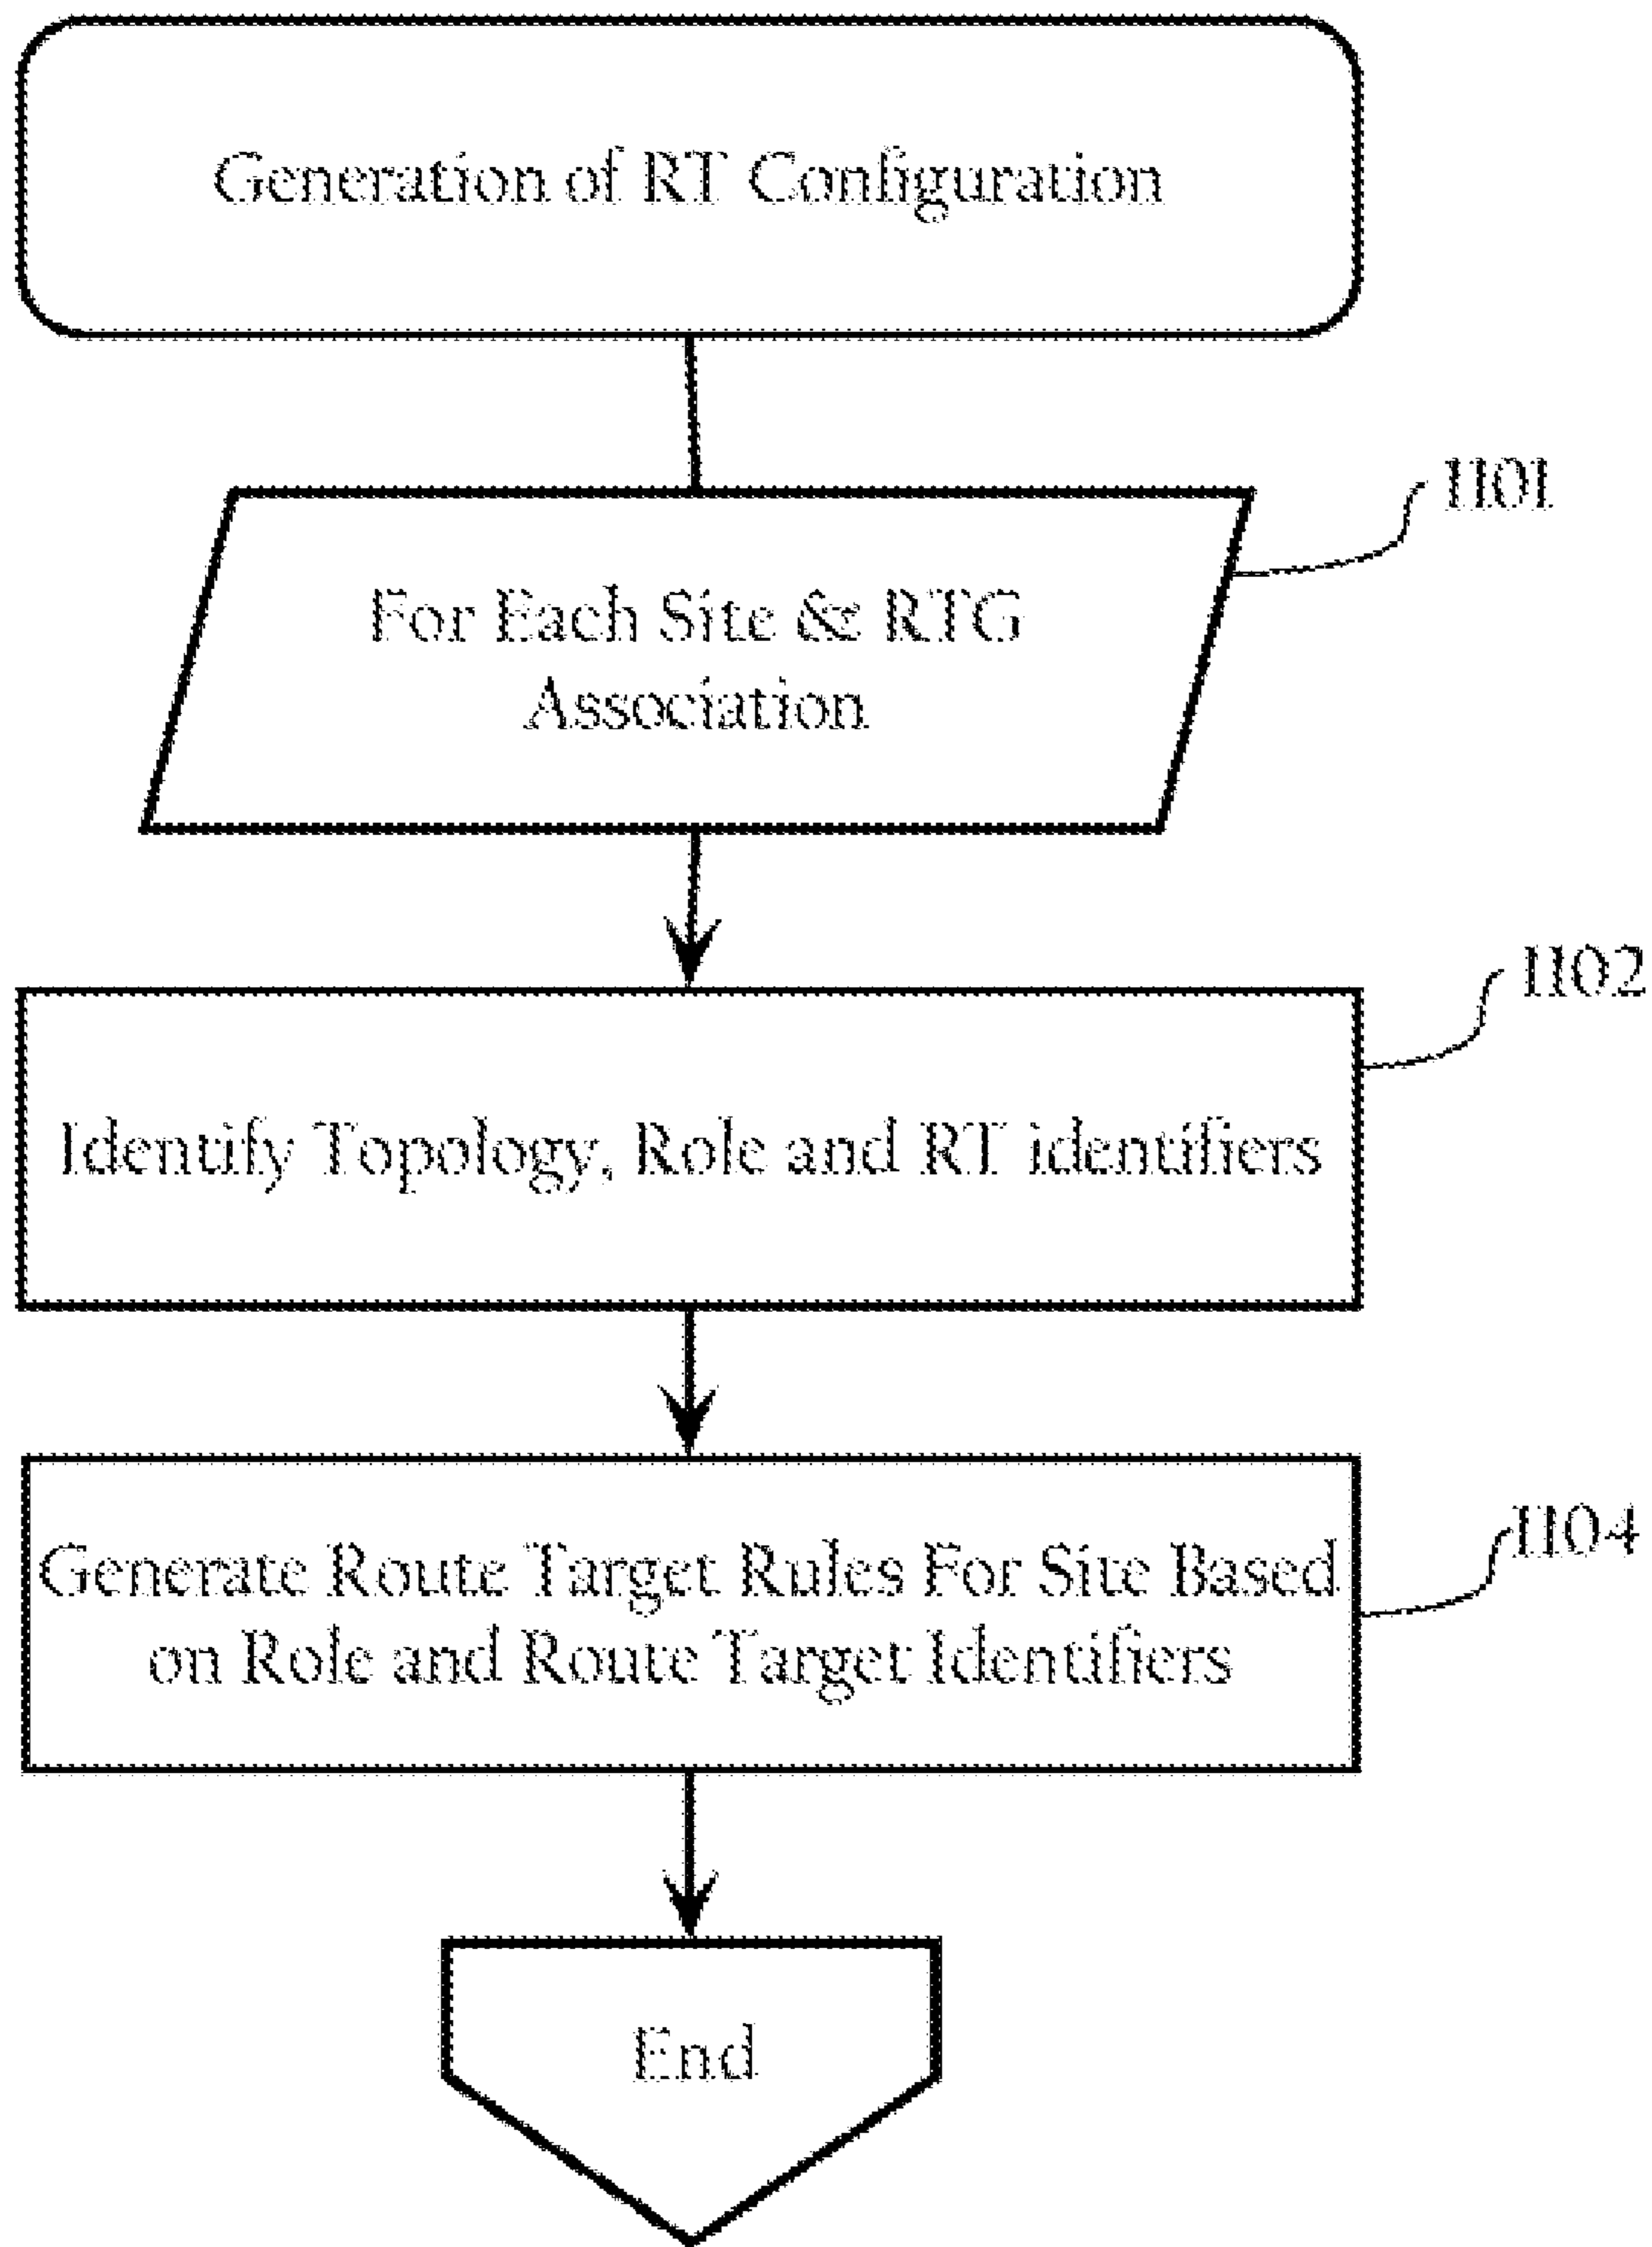 Generation of RT Configuration
1101
For Each Site & RTG
Association
1102
Identify Topology, Role and RT identifiers
1104
Generate Route Target Rules For Site Based
on Role and Route Target Identifiers
End